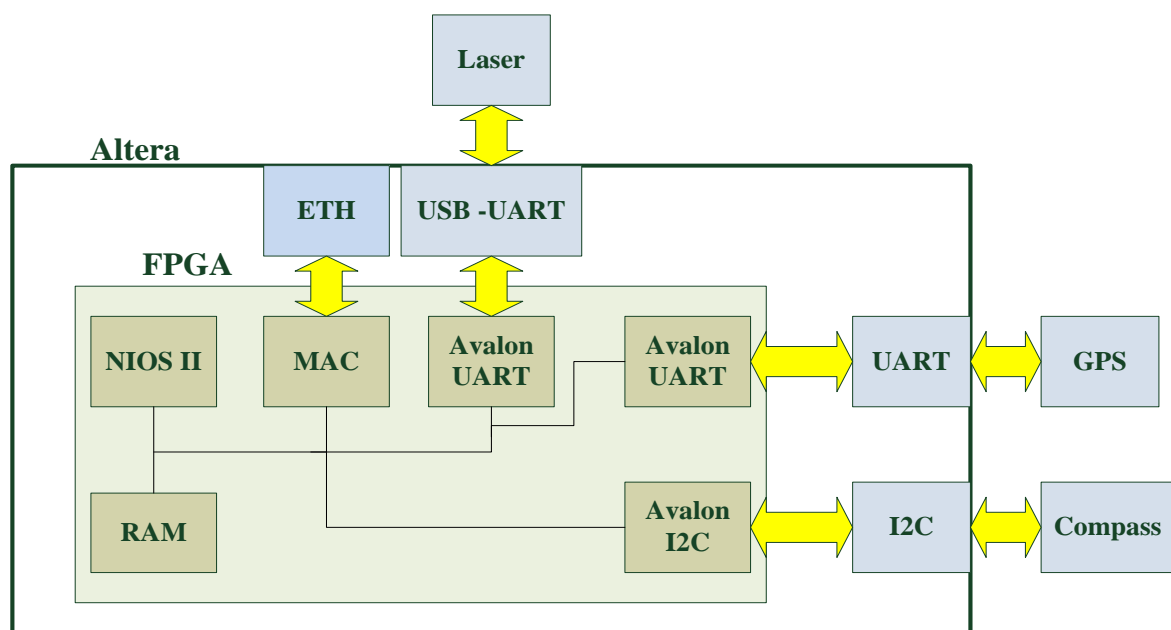 Laser
Altera
ETH
USB -UART
FPGA
NIOS II
MAC
Avalon
UART
Avalon
UART
UART
GPS
RAM
Avalon
I2C
I2C
Compass